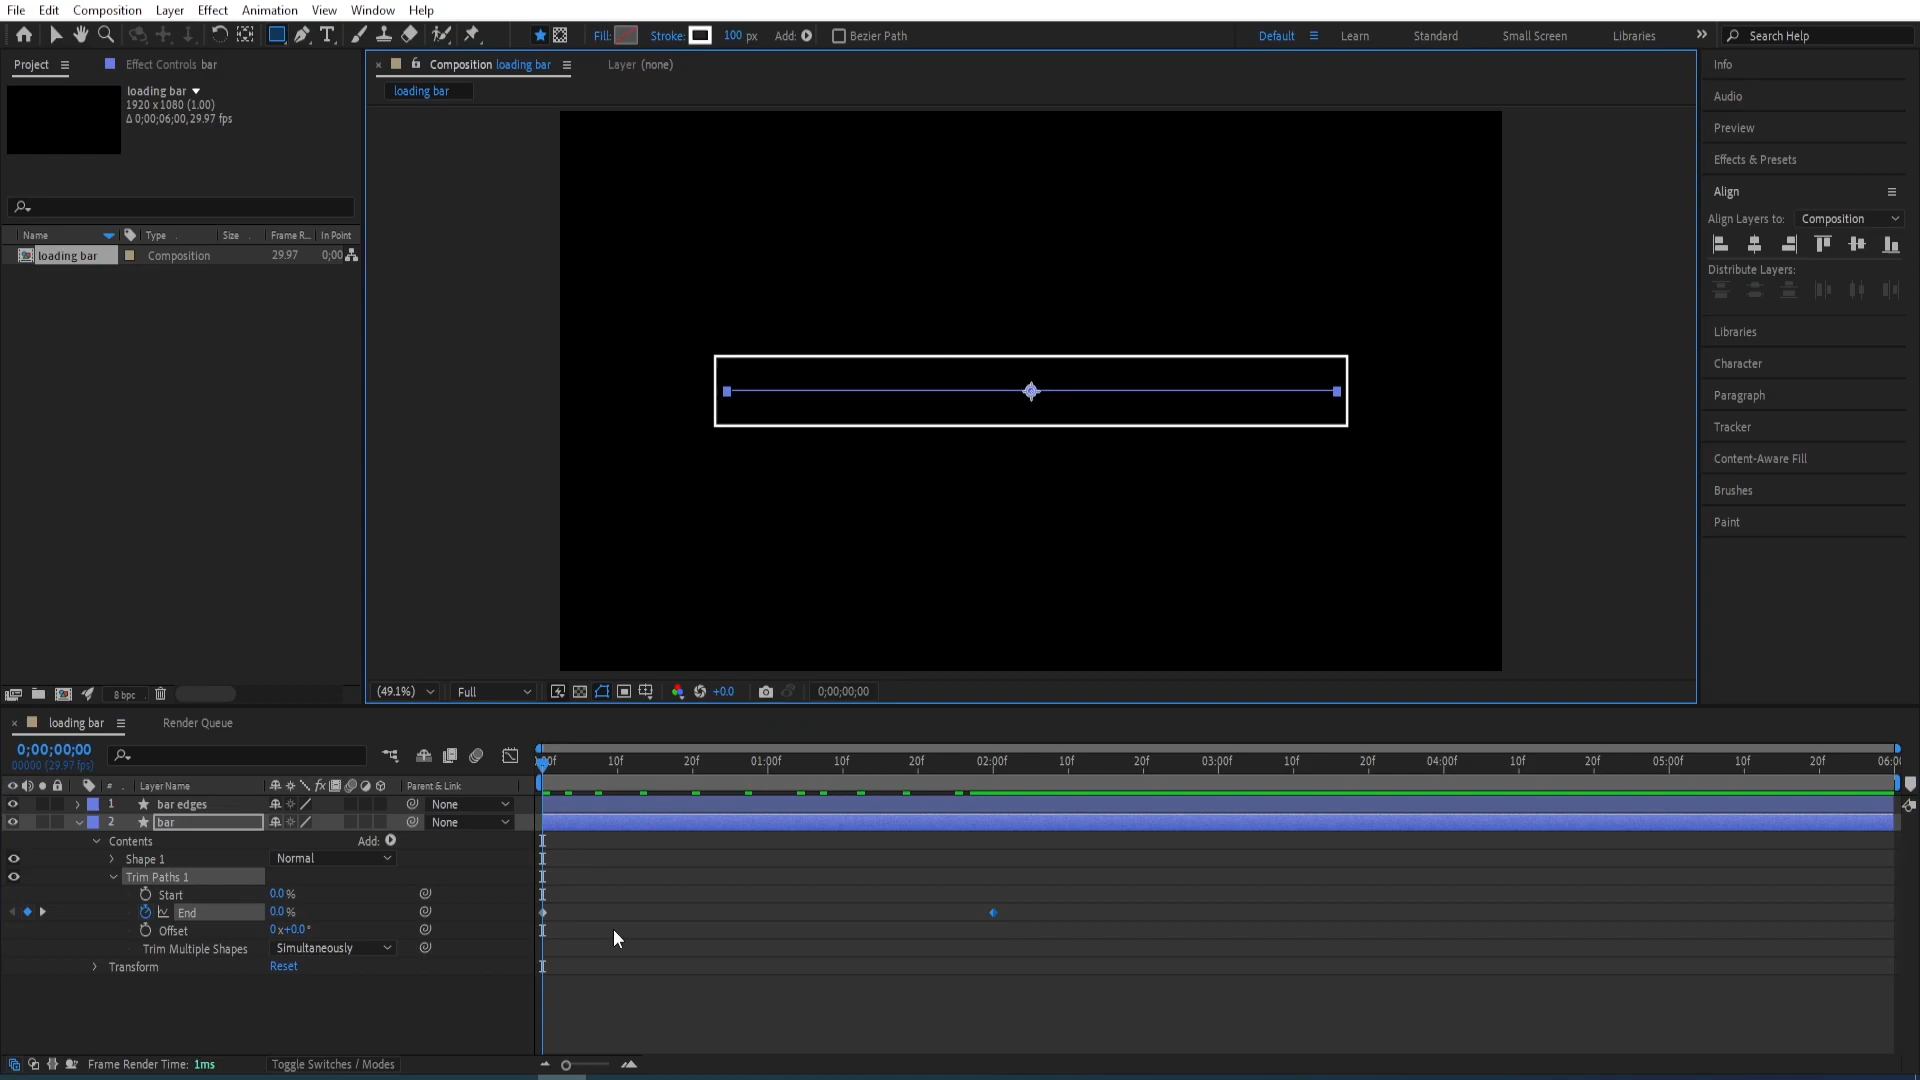 File Edit Composition Layer Effect Animation View Window Help
Fill: Stroke: 100 px Add: Bezier Path Default Learn Standard Small Screen Libraries Search Help
Project Effect Controls bar
Composition loading bar Layer (none)
loading bar
loading bar
1920 x 1080 (1.00)
Δ 0;00;06;00, 29.97 fps
Name Type Size Frame R... In Point
loading bar Composition 29.97 0;00
8 bpc
(49.1%) Full +0.0 0;00;00;00
Info
Audio
Preview
Effects & Presets
Align
Align Layers to: Composition
Distribute Layers:
Libraries
Character
Paragraph
Tracker
Content-Aware Fill
Brushes
Paint
loading bar Render Queue
0;00;00;00
00000 (29.97 fps)
10f 20f 01:00f 10f 20f 02:00f 10f 20f 03:00f 10f 20f 04:00f 10f 20f 05:00f 10f 20f 06:00
# Layer Name fx Parent & Link
1 bar edges None
2 bar None
Contents Add:
Shape 1 Normal
Trim Paths 1
Start 0.0 %
End 0.0 %
Offset 0 x+0.0 °
Trim Multiple Shapes Simultaneously
Transform Reset
Frame Render Time: 1ms Toggle Switches / Modes